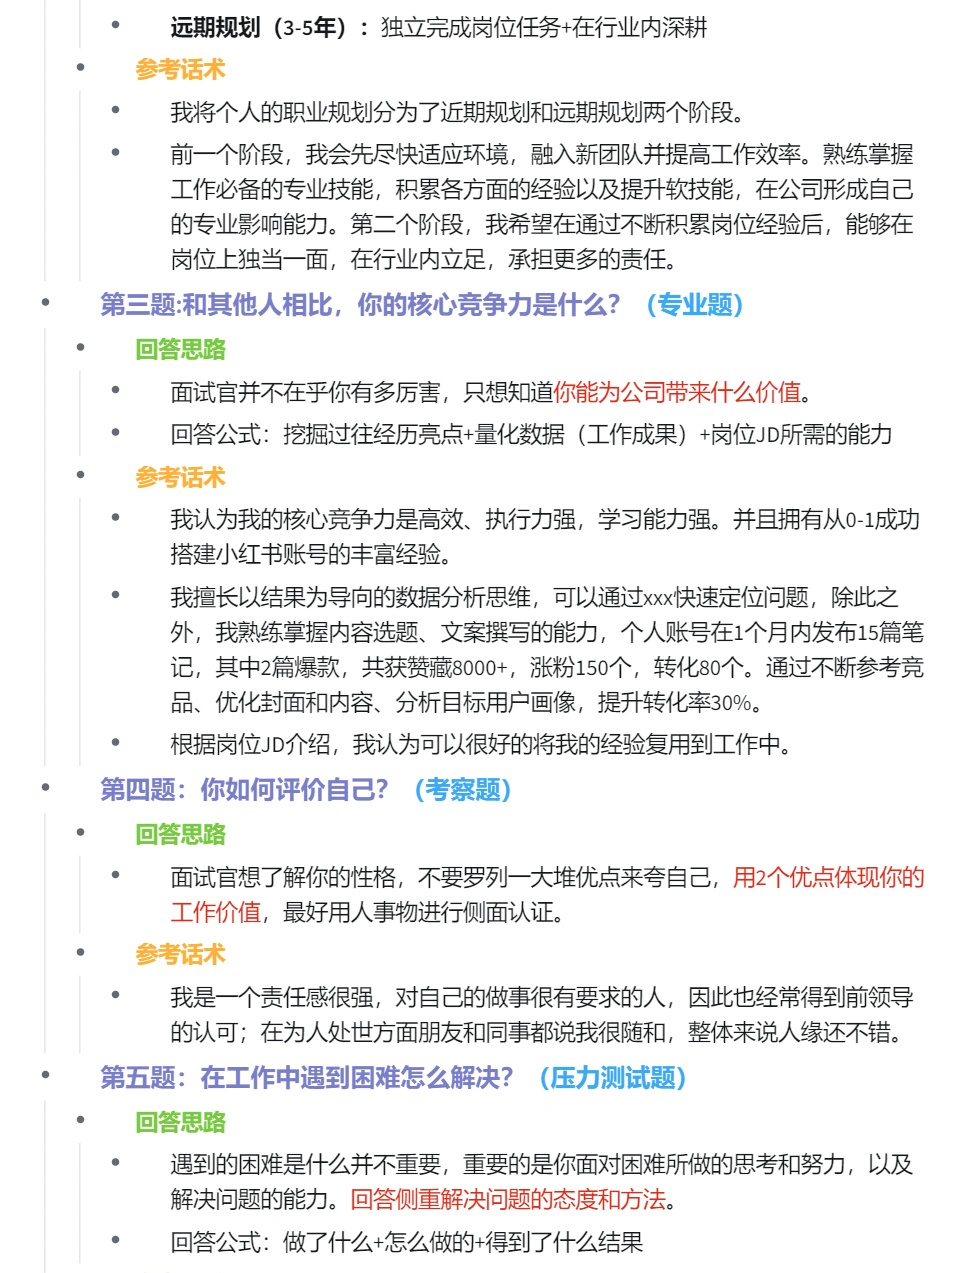 远期规划（3-5年）：独立完成岗位任务+在行业内深耕
参考话术
我将个人的职业规划分为了近期规划和远期规划两个阶段。
前一个阶段，我会先尽快适应环境，融入新团队并提高工作效率。熟练掌握
工作必备的专业技能，积累各方面的经验以及提升软技能，在公司形成自己
的专业影响能力。第二个阶段，我希望在通过不断积累岗位经验后，能够在
岗位上独当一面，在行业内立足，承担更多的责任。
第三题:和其他人相比，你的核心竞争力是什么？（专业题）
回答思路
面试官并不在乎你有多厉害，只想知道你能为公司带来什么价值。
回答公式：挖掘过往经历亮点+量化数据（工作成果）+岗位JD所需的能力
参考话术
我认为我的核心竞争力是高效、执行力强，学习能力强。并且拥有从0-1成功
搭建小红书账号的丰富经验。
我擅长以结果为导向的数据分析思维，可以通过xxx快速定位问题，除此之
外，我熟练掌握内容选题、文案撰写的能力，个人账号在1个月内发布15篇笔
记，其中2篇爆款，共获赞藏8000+，涨粉150个，转化80个。通过不断参考竞
品、优化封面和内容、分析目标用户画像，提升转化率30%。
根据岗位JD介绍，我认为可以很好的将我的经验复用到工作中。
第四题：你如何评价自己？（考察题）
回答思路
面试官想了解你的性格，不要罗列一大堆优点来夸自己，用2个优点体现你的
工作价值，最好用人事物进行侧面认证。
参考话术
我是一个责任感很强，对自己的做事很有要求的人，因此也经常得到前领导
的认可；在为人处世方面朋友和同事都说我很随和，整体来说人缘还不错。
第五题：在工作中遇到困难怎么解决？（压力测试题）
回答思路
遇到的困难是什么并不重要，重要的是你面对困难所做的思考和努力，以及
解决问题的能力。回答侧重解决问题的态度和方法。
回答公式：做了什么+怎么做的+得到了什么结果